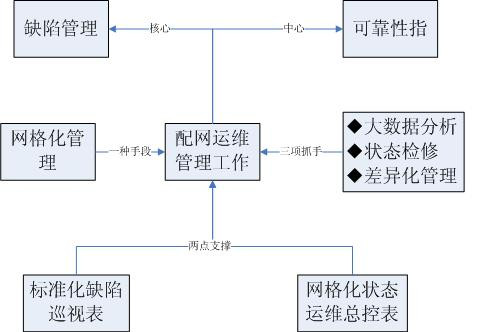 缺陷管理
核心
中心
可靠性指
网格化管
理
一种手段
配网运维
管理工作
三项抓手
◆大数据分析
◆状态检修
◆差异化管理
两点支撑
标准化缺陷
巡视表
网格化状态
运维总控表